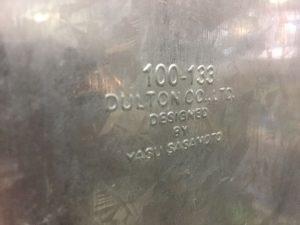 100-133
DULTON CO., LTD.
DESIGNED
BY
YASU SASAMOTO